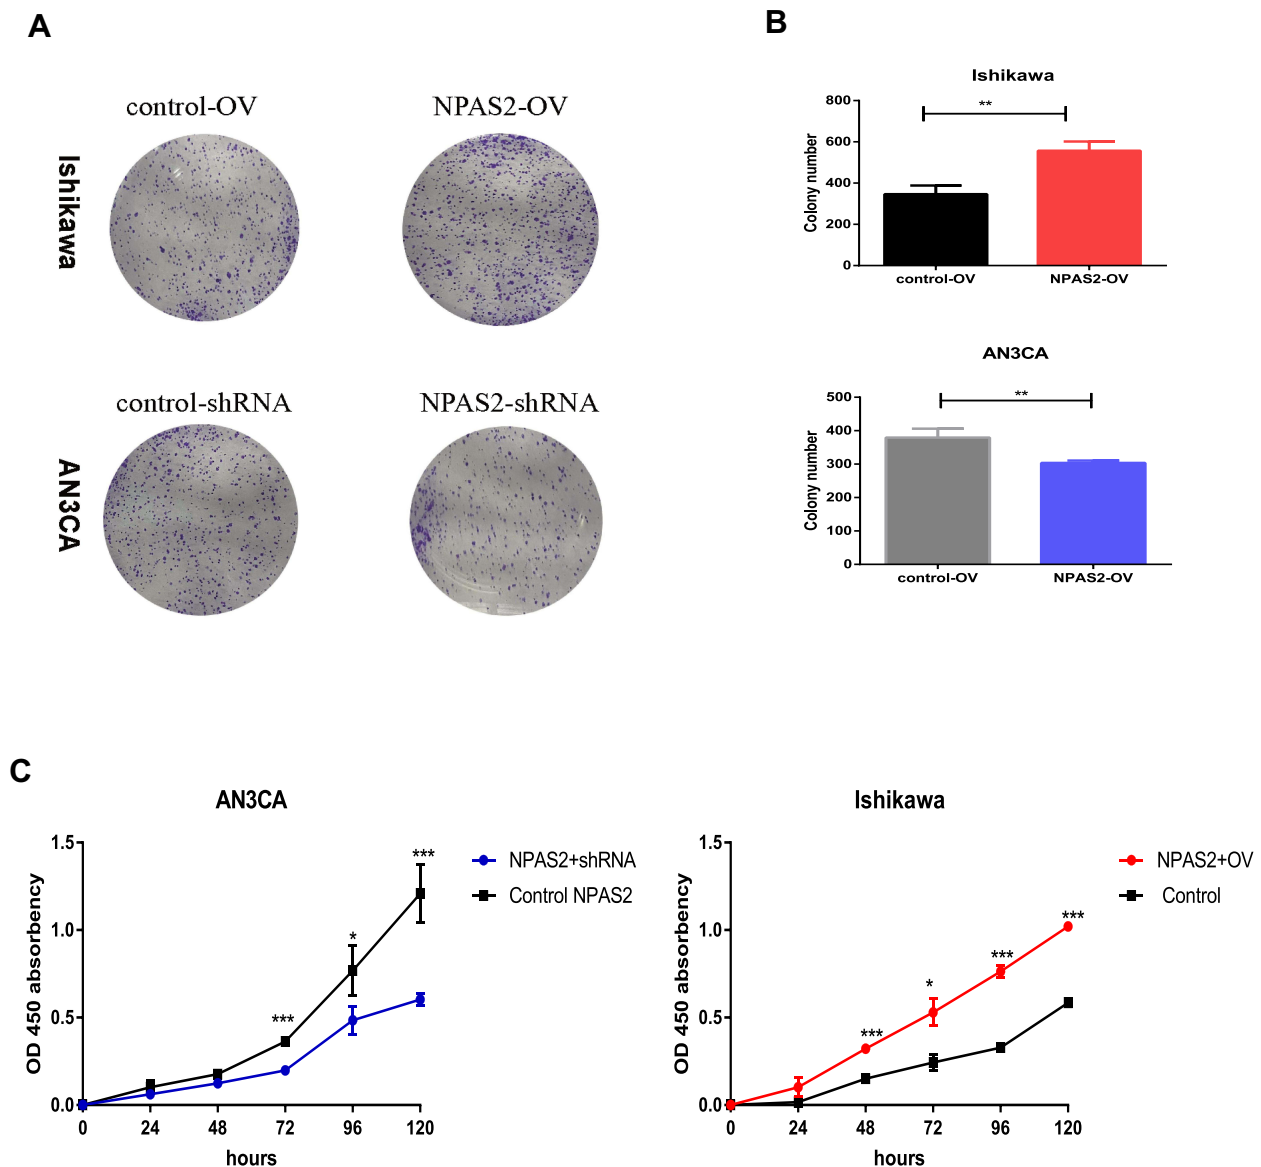 A
control-OV
NPAS2-OV
Ishikawa
control-shRNA
NPAS2-shRNA
AN3CA
B
Ishikawa
**
Colony number
800
600
400
200
0
control-OV
NPAS2-OV
AN3CA
**
Colony number
500
400
300
200
100
0
control-OV
NPAS2-OV
C
AN3CA
OD 450 absorbency
1.5
1.0
0.5
0.0
***
*
***
0 24 48 72 96 120
hours
NPAS2+shRNA
Control NPAS2
Ishikawa
OD 450 absorbency
1.5
1.0
0.5
0.0
***
*
***
***
0 24 48 72 96 120
hours
NPAS2+OV
Control